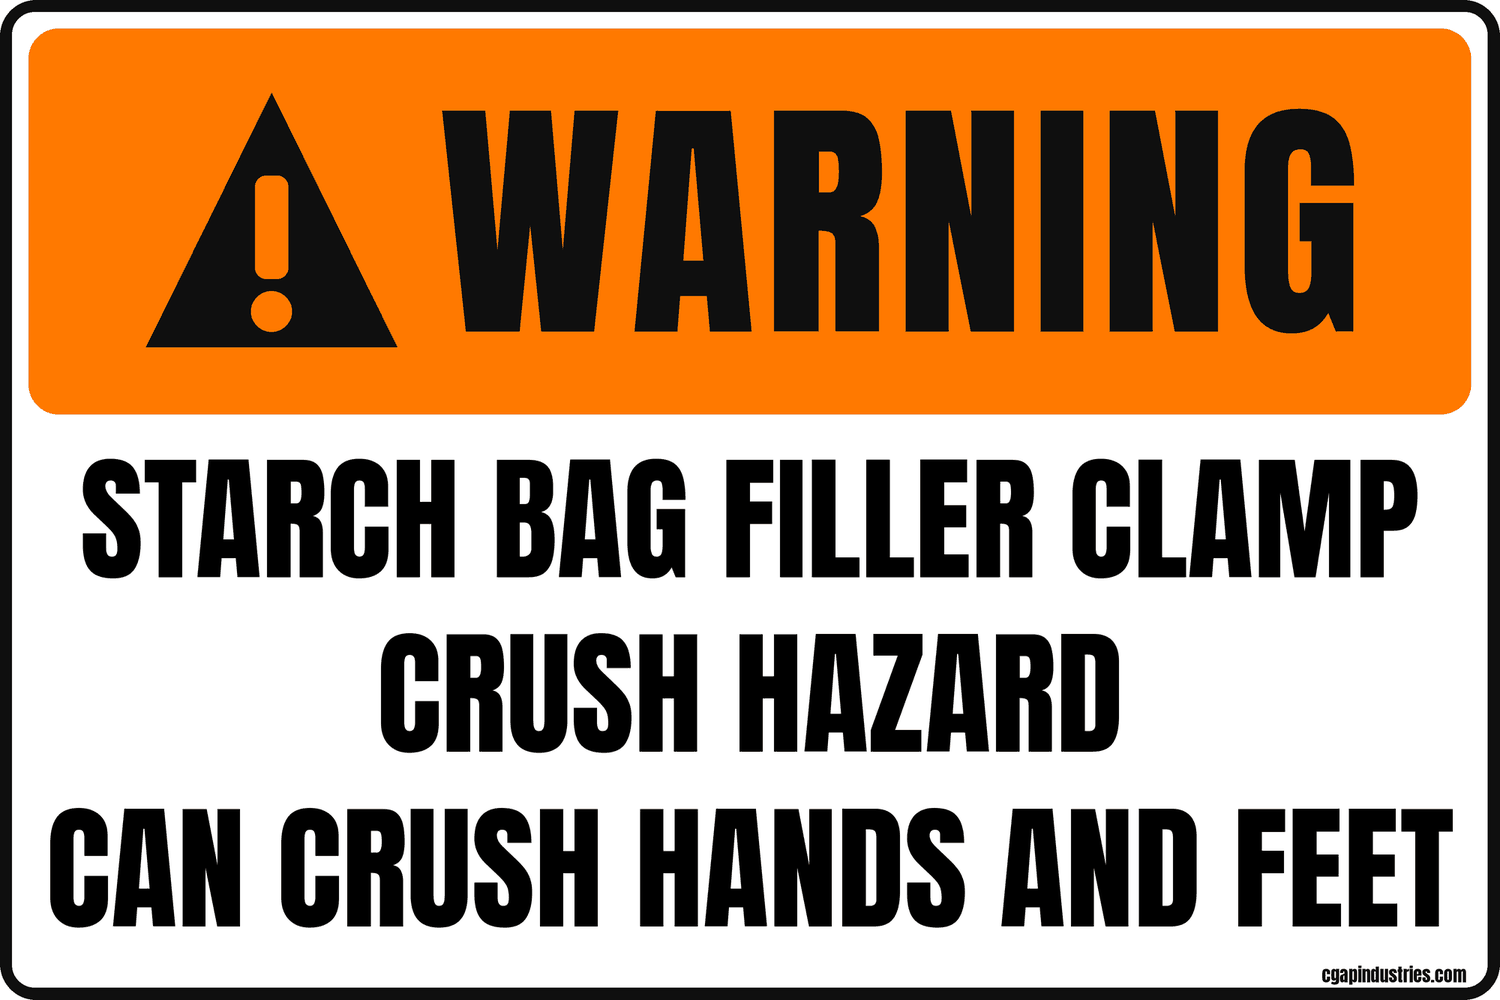 WARNING
STARCH BAG FILLER CLAMP
CRUSH HAZARD
CAN CRUSH HANDS AND FEET
cgapindustries.com